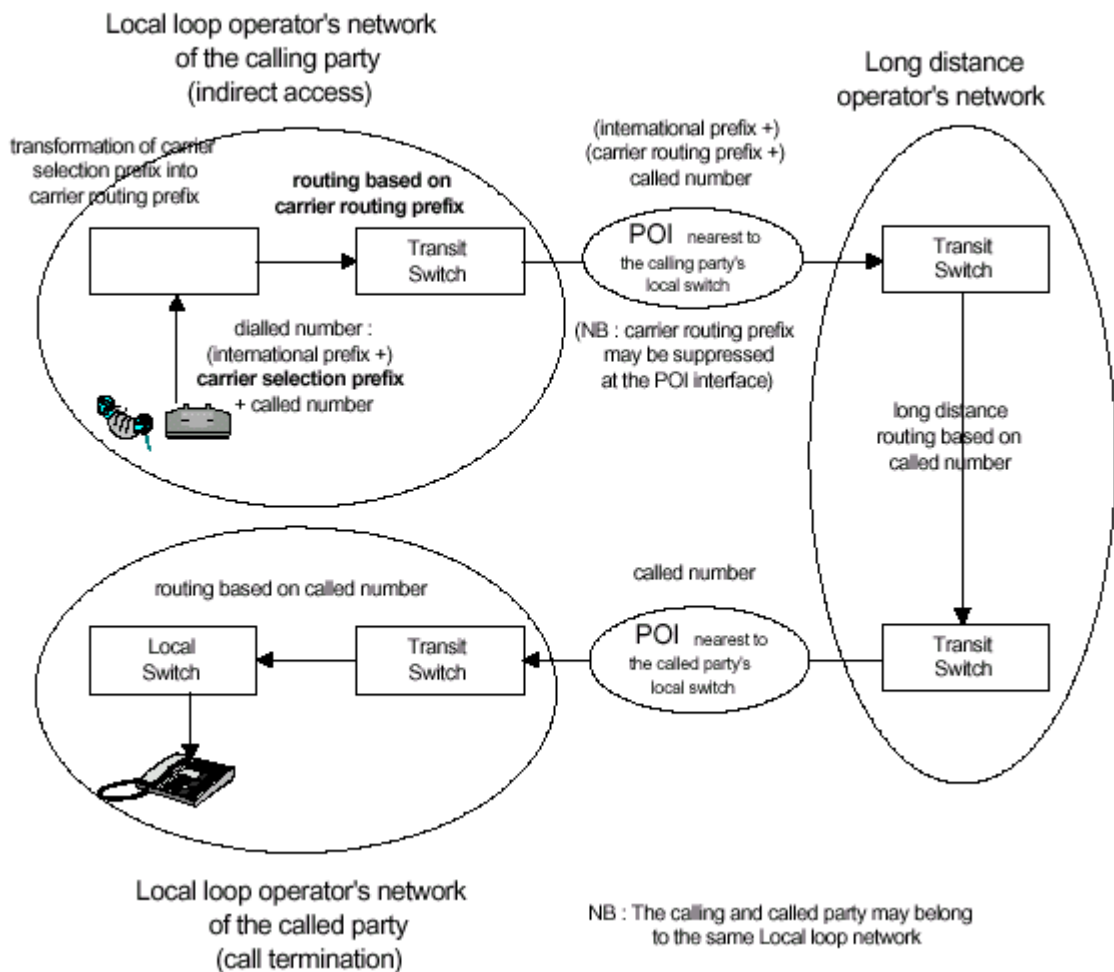 Local loop operator's network
of the calling party
(indirect access)
Long distance
operator's network
transformation of carrier
selection prefix into
carrier routing prefix
routing based on
carrier routing prefix
(international prefix +)
(carrier routing prefix +)
called number
Transit
Switch
POI nearest to
the calling party's
local switch
Transit
Switch
dialled number :
(international prefix +)
carrier selection prefix
+ called number
(NB : carrier routing prefix
may be suppressed
at the POI interface)
long distance
routing based on
called number
routing based on called number
called number
Local
Switch
Transit
Switch
POI nearest to
the called party's
local switch
Transit
Switch
Local loop operator's network
of the called party
(call termination)
NB : The calling and called party may belong
to the same Local loop network